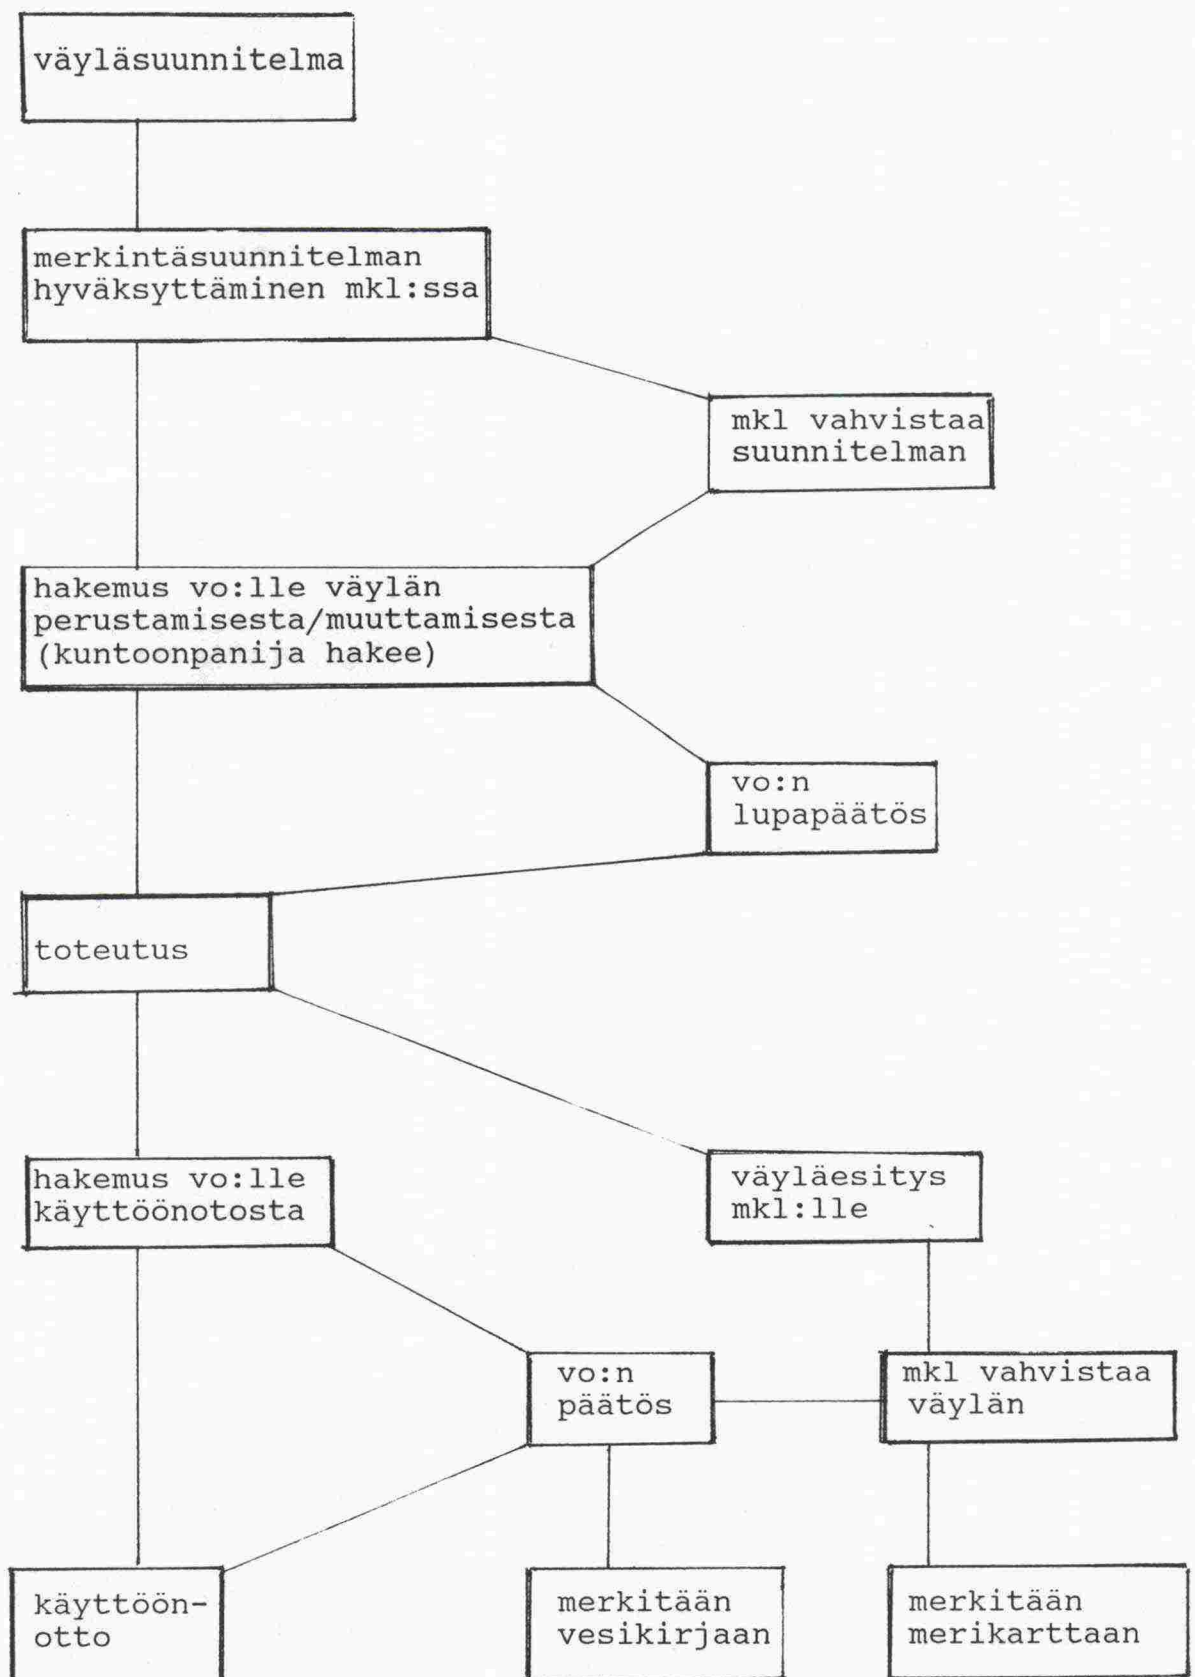 väyläsuunnitelma
merkintäsuunnitelman
hyväksyttäminen mkl:ssa
mkl vahvistaa
suunnitelman
hakemus vo:lle väylän
perustamisesta/muuttamisesta
(kuntoonpanija hakee)
vo:n
lupapäätös
toteutus
hakemus vo:lle
käyttöönotosta
väyläesitys
mkl:lle
vo:n
päätös
mkl vahvistaa
väylän
käyttöön-
otto
merkitään
vesikirjaan
merkitään
merikarttaan